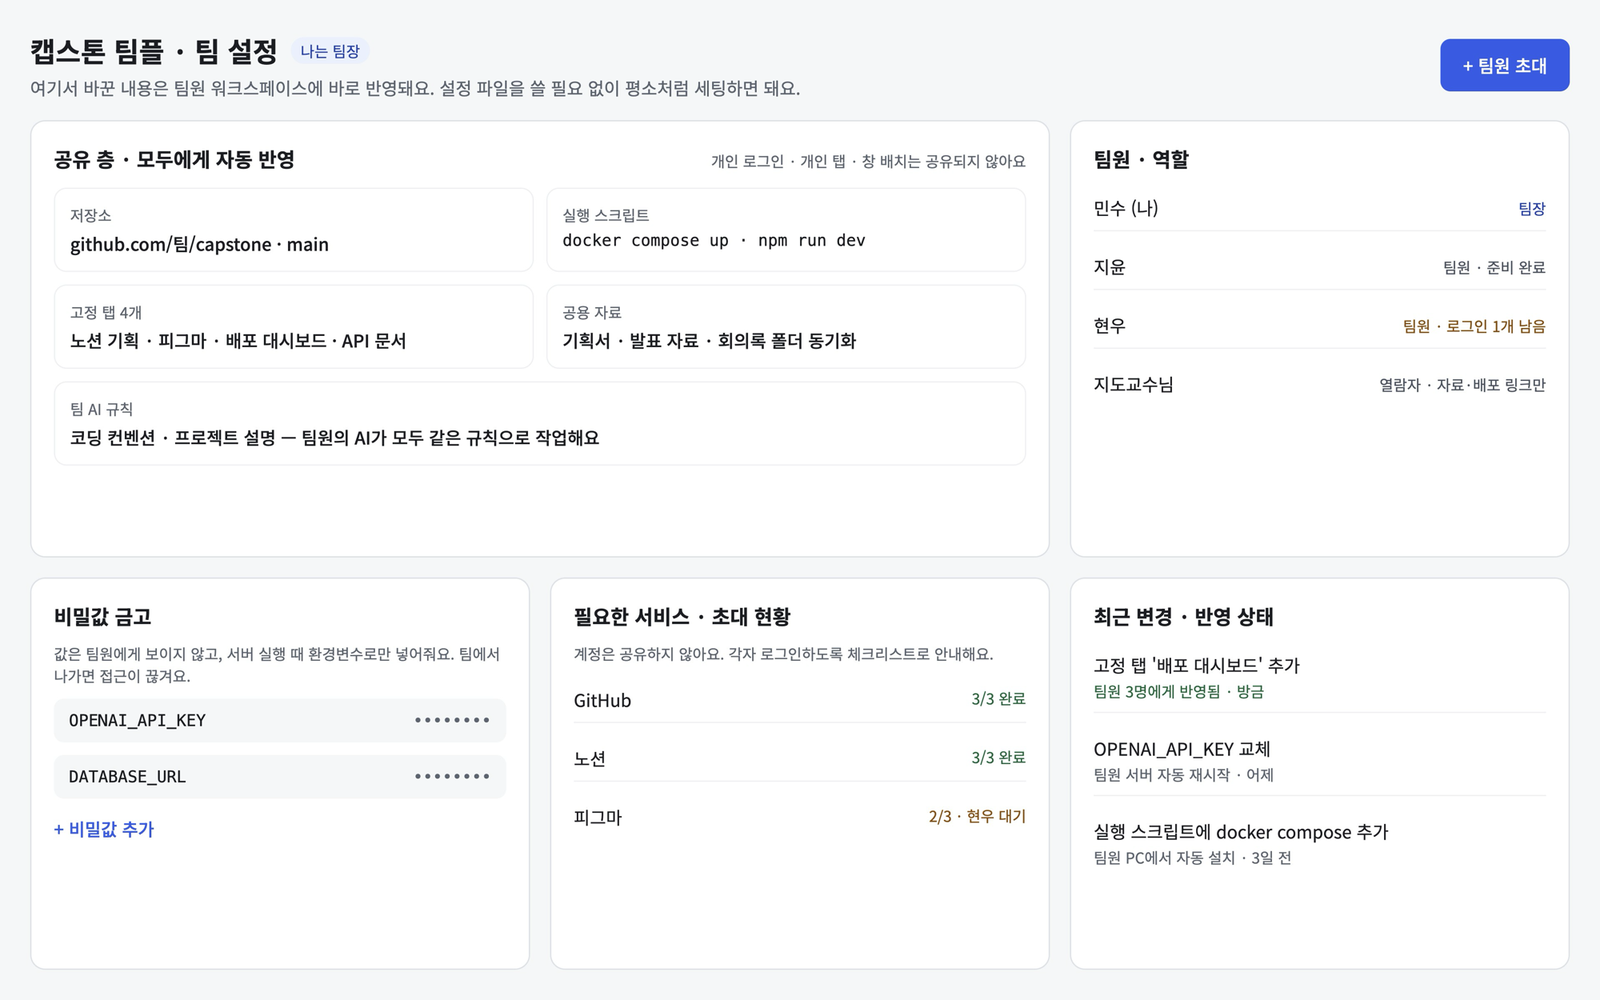 캡스톤 팀플 · 팀 설정
나는 팀장
여기서 바꾼 내용은 팀원 워크스페이스에 바로 반영돼요. 설정 파일을 쓸 필요 없이 평소처럼 세팅하면 돼요.
+ 팀원 초대
공유 층 · 모두에게 자동 반영
개인 로그인 · 개인 탭 · 창 배치는 공유되지 않아요
저장소
github.com/팀/capstone · main
실행 스크립트
docker compose up · npm run dev
고정 탭 4개
노션 기획 · 피그마 · 배포 대시보드 · API 문서
공용 자료
기획서 · 발표 자료 · 회의록 폴더 동기화
팀 AI 규칙
코딩 컨벤션 · 프로젝트 설명 — 팀원의 AI가 모두 같은 규칙으로 작업해요
팀원 · 역할
민수 (나)
팀장
지윤
팀원 · 준비 완료
현우
팀원 · 로그인 1개 남음
지도교수님
열람자 · 자료·배포 링크만
비밀값 금고
값은 팀원에게 보이지 않고, 서버 실행 때 환경변수로만 넣어줘요. 팀에서
나가면 접근이 끊겨요.
OPENAI_API_KEY
••••••••
DATABASE_URL
••••••••
+ 비밀값 추가
필요한 서비스 · 초대 현황
계정은 공유하지 않아요. 각자 로그인하도록 체크리스트로 안내해요.
GitHub
3/3 완료
노션
3/3 완료
피그마
2/3 · 현우 대기
최근 변경 · 반영 상태
고정 탭 '배포 대시보드' 추가
팀원 3명에게 반영됨 · 방금
OPENAI_API_KEY 교체
팀원 서버 자동 재시작 · 어제
실행 스크립트에 docker compose 추가
팀원 PC에서 자동 설치 · 3일 전